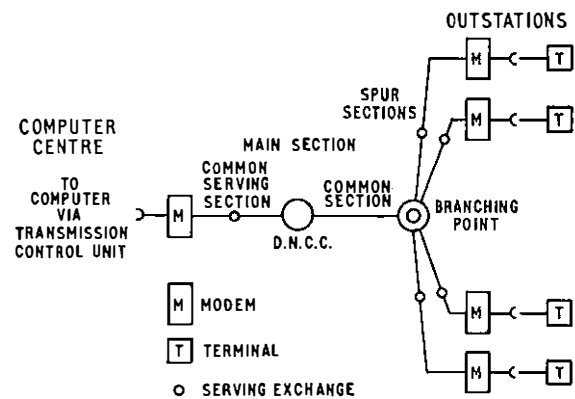 OUTSTATIONS
M
T
SPUR
SECTIONS
M
T
COMPUTER
CENTRE
MAIN SECTION
TO
COMPUTER
VIA
TRANSMISSION
CONTROL UNIT
M
COMMON
SERVING
SECTION
D.N.C.C.
COMMON
SECTION
BRANCHING
POINT
M
T
M
T
M MODEM
T TERMINAL
SERVING EXCHANGE